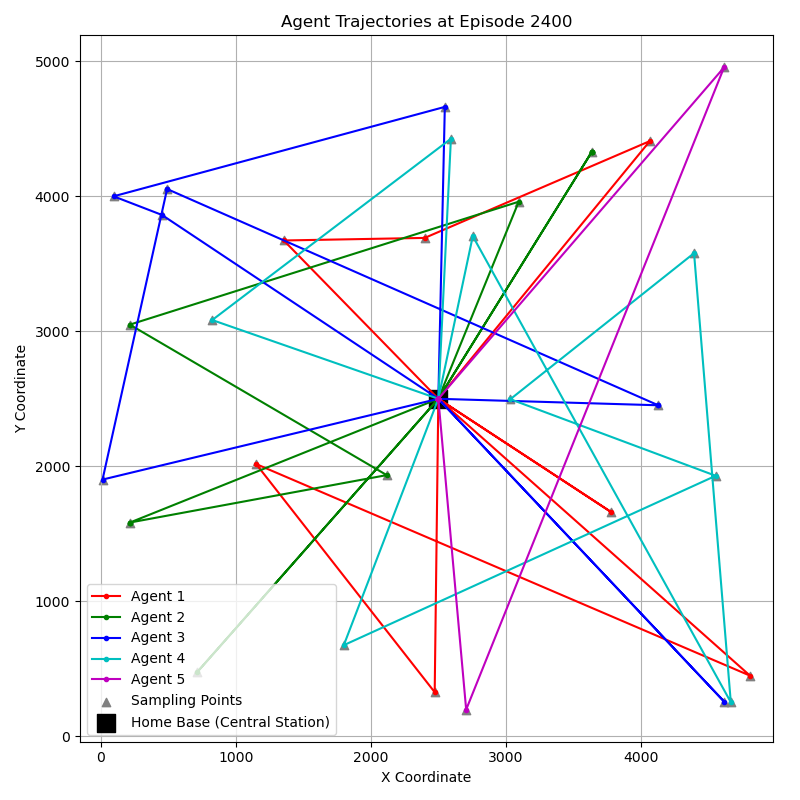 Agent Trajectories at Episode 2400
5000
4000
3000
2000
1000
0
Y Coordinate
Agent 1
Agent 2
Agent 3
Agent 4
Agent 5
Sampling Points
Home Base (Central Station)
0 1000 2000 3000 4000
X Coordinate